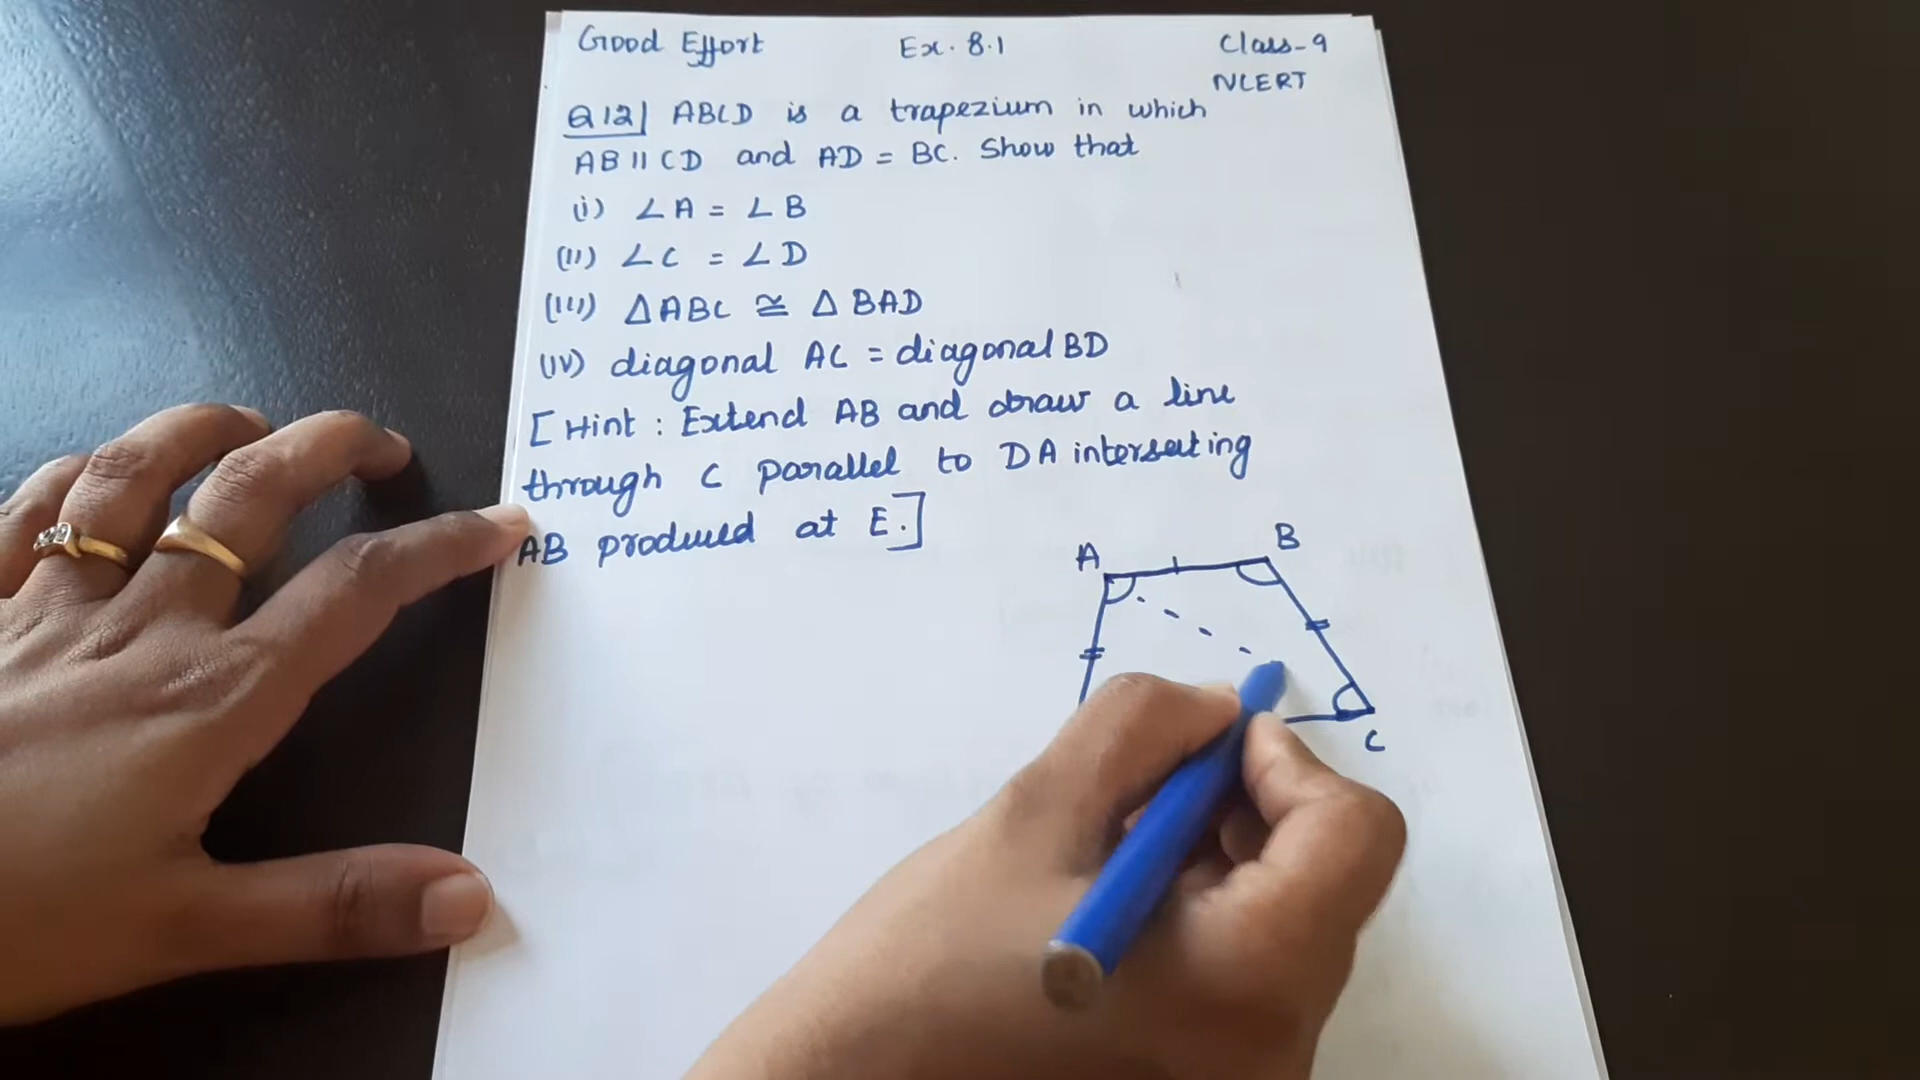 Good Effort Ex. 8.1 Class-9
NCERT
Q12| ABCD is a trapezium in which
AB || CD and AD = BC. Show that
(i) ∠A = ∠B
(ii) ∠C = ∠D
(iii) △ABC ≅ △BAD
(iv) diagonal AC = diagonal BD
[Hint : Extend AB and draw a line
through C parallel to DA intersecting
AB produced at E.]
A B
C